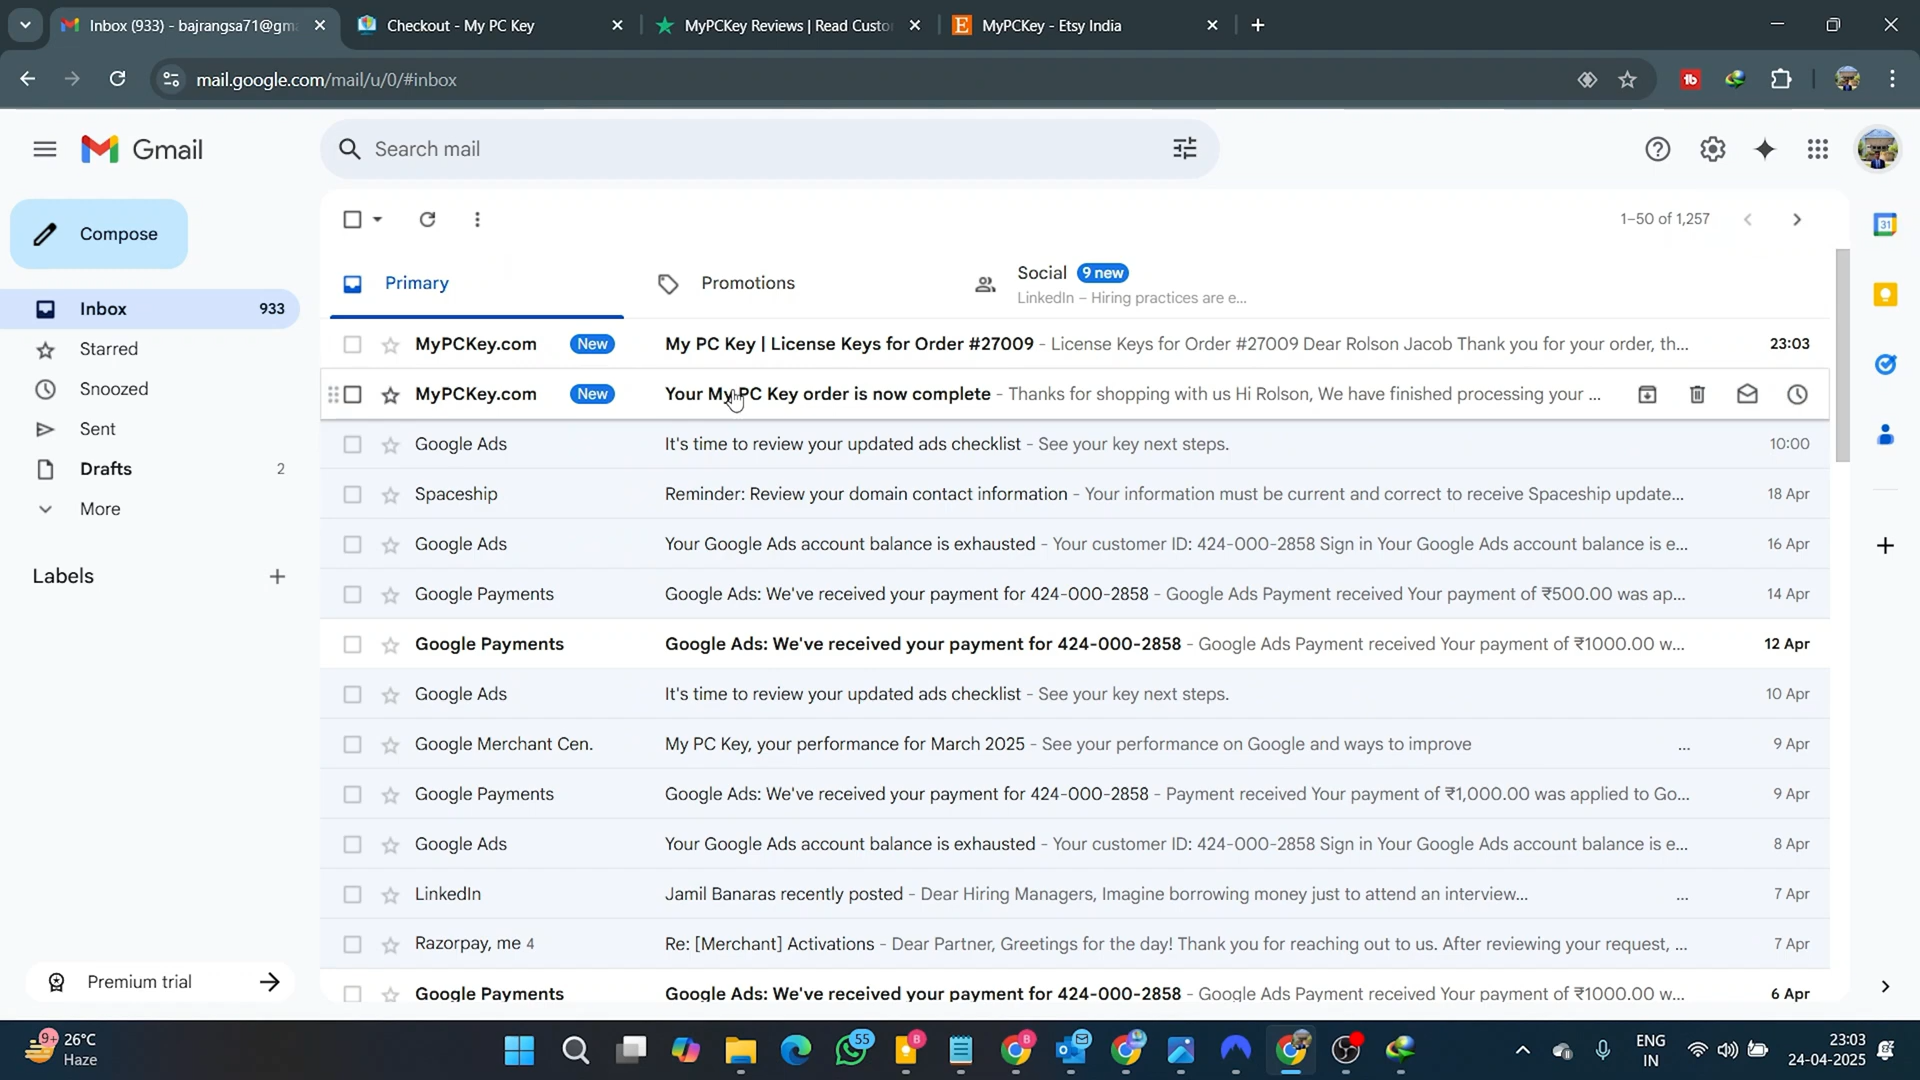 Inbox (933) - bajrangsa71@gm
Checkout - My PC Key
MyPCKey Reviews | Read Custo
MyPCKey - Etsy India
mail.google.com/mail/u/0/#inbox
Gmail
Search mail
Compose
1–50 of 1,257
Primary
Promotions
Social 9 new
LinkedIn – Hiring practices are e...
Inbox 933
Starred
Snoozed
Sent
Drafts 2
More
Labels
MyPCKey.com New My PC Key | License Keys for Order #27009 - License Keys for Order #27009 Dear Rolson Jacob Thank you for your order, th... 23:03
MyPCKey.com New Your My PC Key order is now complete - Thanks for shopping with us Hi Rolson, We have finished processing your ...
Google Ads It's time to review your updated ads checklist - See your key next steps. 10:00
Spaceship Reminder: Review your domain contact information - Your information must be current and correct to receive Spaceship update... 18 Apr
Google Ads Your Google Ads account balance is exhausted - Your customer ID: 424-000-2858 Sign in Your Google Ads account balance is e... 16 Apr
Google Payments Google Ads: We've received your payment for 424-000-2858 - Google Ads Payment received Your payment of ₹500.00 was ap... 14 Apr
Google Payments Google Ads: We've received your payment for 424-000-2858 - Google Ads Payment received Your payment of ₹1000.00 w... 12 Apr
Google Ads It's time to review your updated ads checklist - See your key next steps. 10 Apr
Google Merchant Cen. My PC Key, your performance for March 2025 - See your performance on Google and ways to improve ... 9 Apr
Google Payments Google Ads: We've received your payment for 424-000-2858 - Payment received Your payment of ₹1,000.00 was applied to Go... 9 Apr
Google Ads Your Google Ads account balance is exhausted - Your customer ID: 424-000-2858 Sign in Your Google Ads account balance is e... 8 Apr
LinkedIn Jamil Banaras recently posted - Dear Hiring Managers, Imagine borrowing money just to attend an interview... ... 7 Apr
Razorpay, me 4 Re: [Merchant] Activations - Dear Partner, Greetings for the day! Thank you for reaching out to us. After reviewing your request, ... 7 Apr
Google Payments Google Ads: We've received your payment for 424-000-2858 - Google Ads Payment received Your payment of ₹1000.00 w... 6 Apr
Premium trial
9+ 26°C
Haze
55
ENG
IN
23:03
24-04-2025